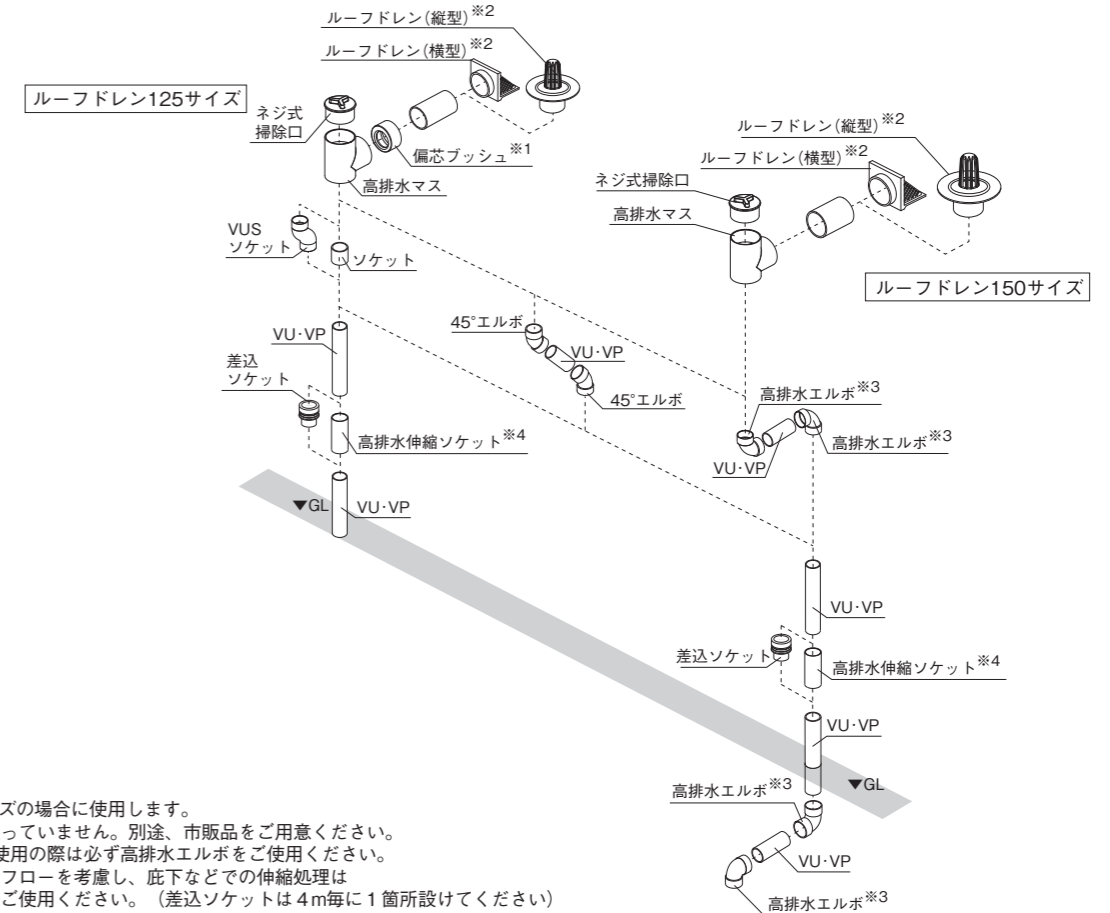 ルーフドレン(縦型)※2
ルーフドレン(横型)※2
ルーフドレン125サイズ
ネジ式
掃除口
偏芯ブッシュ※1
高排水マス
VUS
ソケット
ソケット
VU･VP
差込
ソケット
高排水伸縮ソケット※4
▼GL
VU･VP
45°エルボ
VU･VP
45°エルボ
ルーフドレン(縦型)※2
ルーフドレン(横型)※2
ネジ式掃除口
高排水マス
ルーフドレン150サイズ
高排水エルボ※3
高排水エルボ※3
VU･VP
VU･VP
差込ソケット
高排水伸縮ソケット※4
VU･VP
▼GL
高排水エルボ※3
VU･VP
高排水エルボ※3
ズの場合に使用します。
っていません。別途、市販品をご用意ください。
使用の際は必ず高排水エルボをご使用ください。
フローを考慮し、庇下などでの伸縮処理は
ご使用ください。（差込ソケットは４m毎に１箇所設けてください）